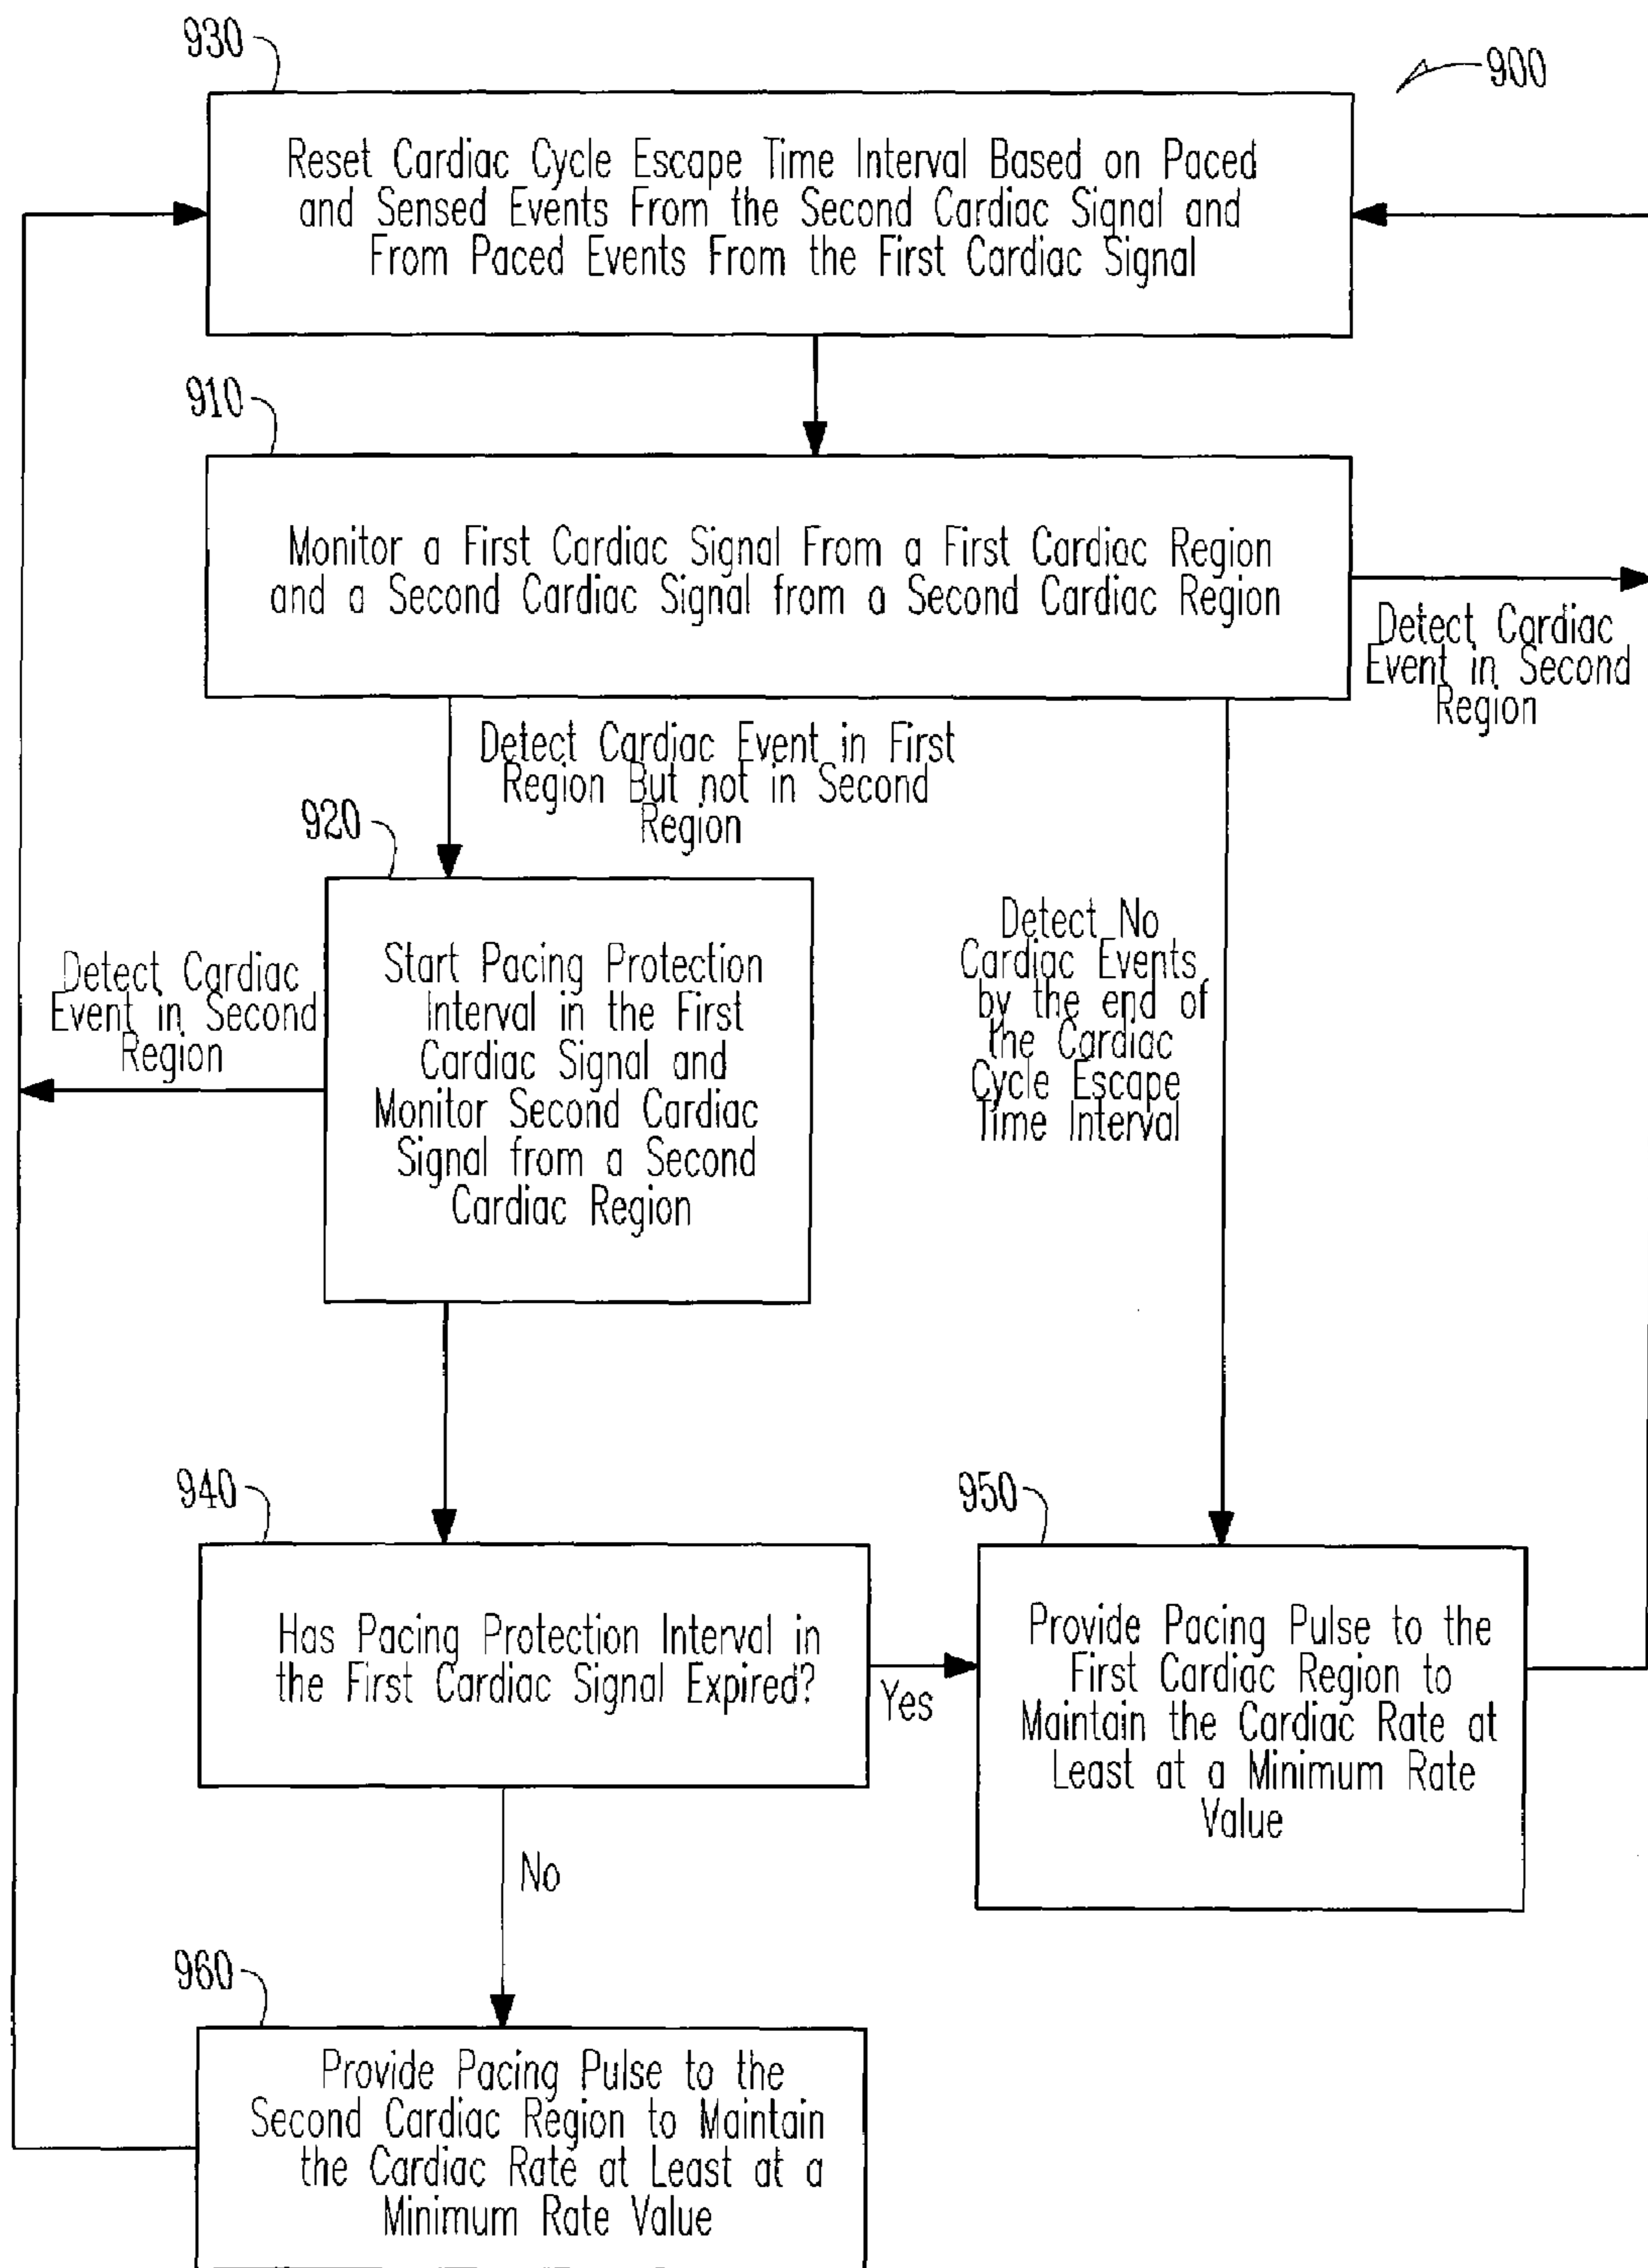 930
900
Reset Cardiac Cycle Escape Time Interval Based on Paced
and Sensed Events From the Second Cardiac Signal and
From Paced Events From the First Cardiac Signal
910
Monitor a First Cardiac Signal From a First Cardiac Region
and a Second Cardiac Signal from a Second Cardiac Region
Detect Cardiac
Event in Second
Region
Detect Cardiac Event in First
Region But not in Second
Region
920
Start Pacing Protection
Interval in the First
Cardiac Signal and
Monitor Second Cardiac
Signal from a Second
Cardiac Region
Detect Cardiac
Event in Second
Region
Detect No
Cardiac Events
by the end of
the Cardiac
Cycle Escape
Time Interval
940
Has Pacing Protection Interval in
the First Cardiac Signal Expired?
Yes
950
Provide Pacing Pulse to the
First Cardiac Region to
Maintain the Cardiac Rate at
Least at a Minimum Rate
Value
No
960
Provide Pacing Pulse to the
Second Cardiac Region to Maintain
the Cardiac Rate at Least at a
Minimum Rate Value